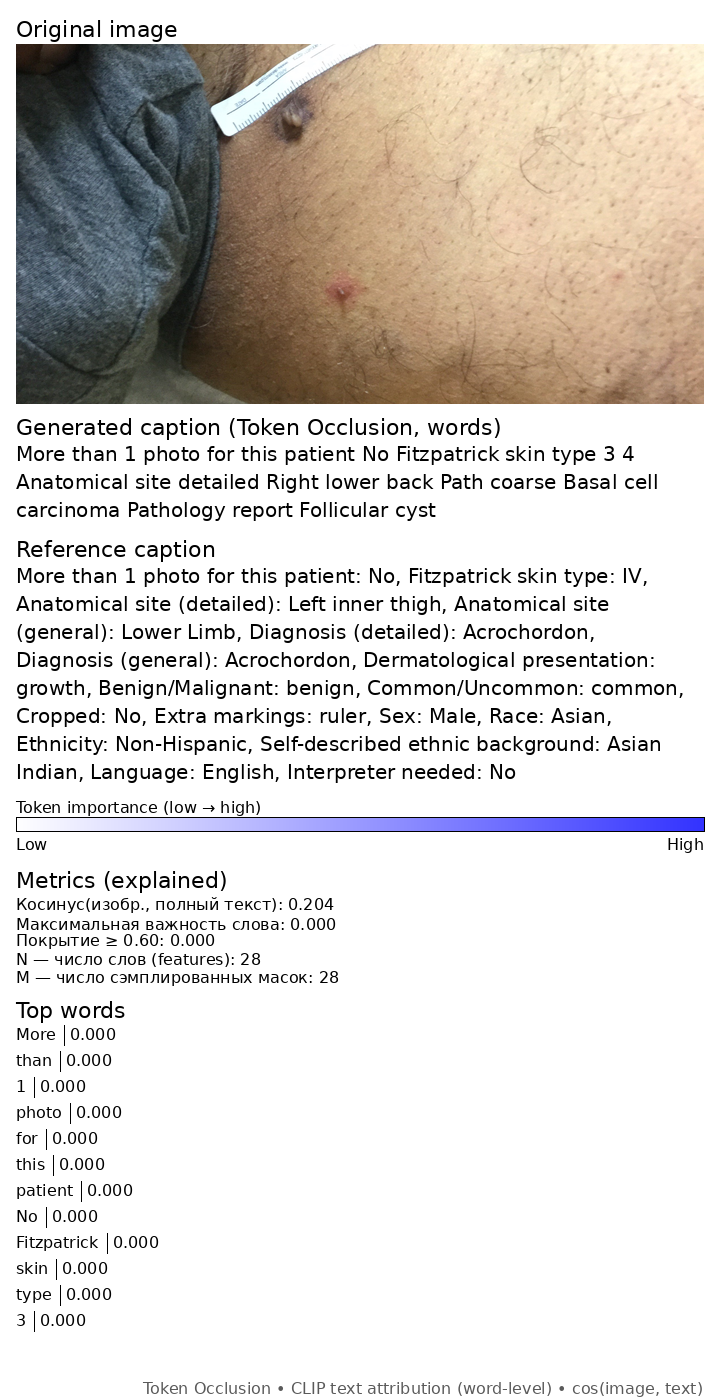 Original image
Generated caption (Token Occlusion, words)
More than 1 photo for this patient No Fitzpatrick skin type 3 4
Anatomical site detailed Right lower back Path coarse Basal cell
carcinoma Pathology report Follicular cyst
Reference caption
More than 1 photo for this patient: No, Fitzpatrick skin type: IV,
Anatomical site (detailed): Left inner thigh, Anatomical site
(general): Lower Limb, Diagnosis (detailed): Acrochordon,
Diagnosis (general): Acrochordon, Dermatological presentation:
growth, Benign/Malignant: benign, Common/Uncommon: common,
Cropped: No, Extra markings: ruler, Sex: Male, Race: Asian,
Ethnicity: Non-Hispanic, Self-described ethnic background: Asian
Indian, Language: English, Interpreter needed: No
Token importance (low → high)
Low High
Metrics (explained)
Косинус(изобр., полный текст): 0.204
Максимальная важность слова: 0.000
Покрытие ≥ 0.60: 0.000
N — число слов (features): 28
M — число сэмплированных масок: 28
Top words
More 0.000
than 0.000
1 0.000
photo 0.000
for 0.000
this 0.000
patient 0.000
No 0.000
Fitzpatrick 0.000
skin 0.000
type 0.000
3 0.000
Token Occlusion • CLIP text attribution (word-level) • cos(image, text)